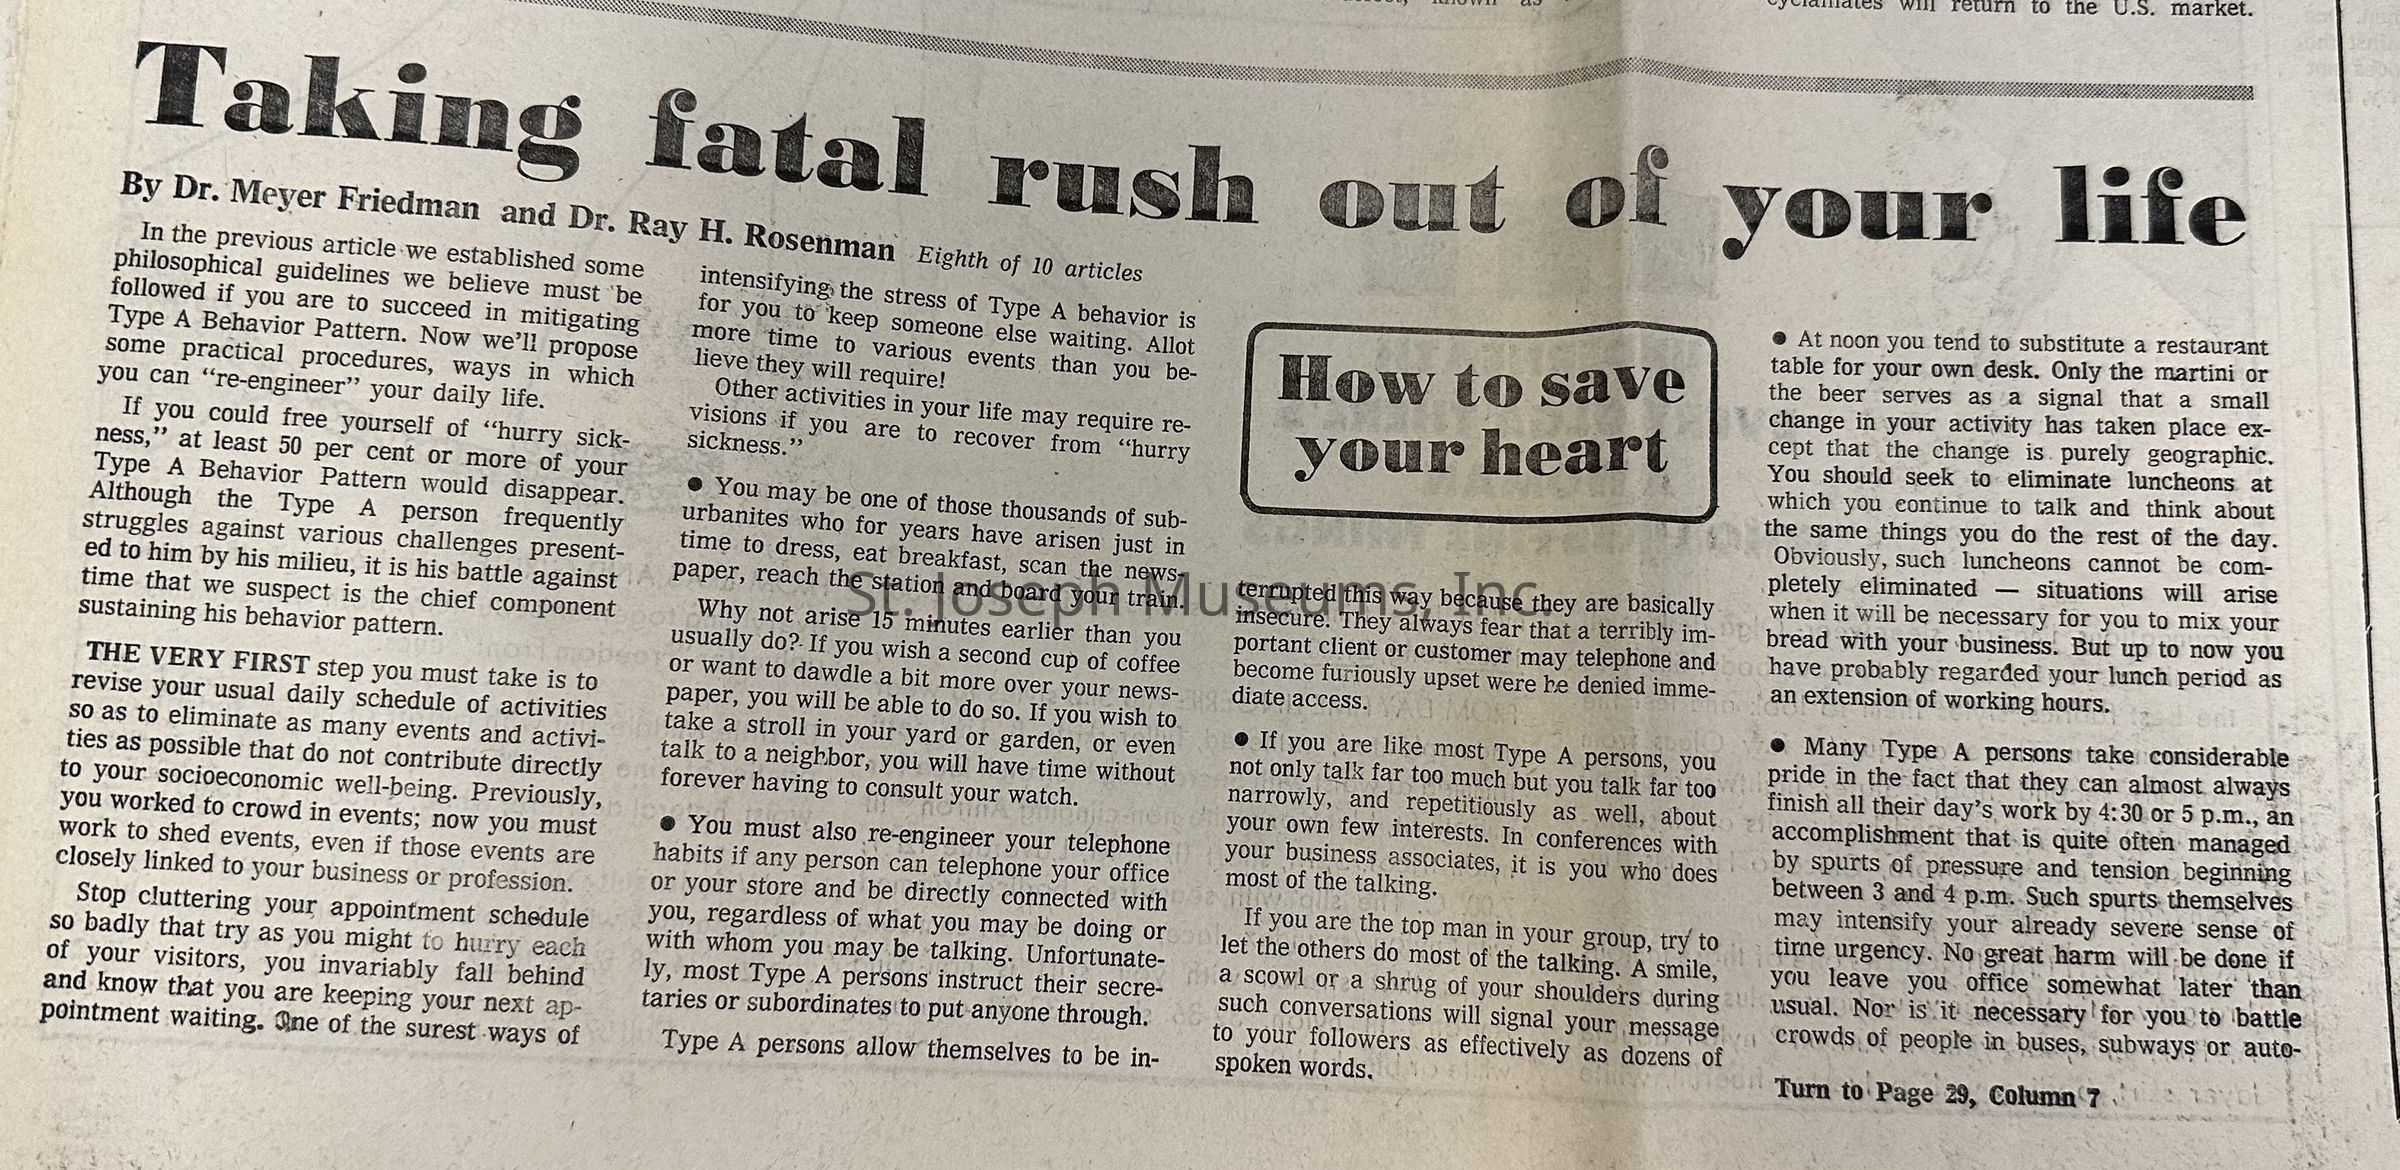 cyclamates will return to the U.S. market.
Taking fatal rush out of your life
By Dr. Meyer Friedman and Dr. Ray H. Rosenman Eighth of 10 articles
In the previous article we established some
philosophical guidelines we believe must be
followed if you are to succeed in mitigating
Type A Behavior Pattern. Now we'll propose
some practical procedures, ways in which
you can "re-engineer" your daily life.
If you could free yourself of "hurry sick-
ness," at least 50 per cent or more of your
Type A Behavior Pattern would disappear.
Although the Type A person frequently
struggles against various challenges present-
ed to him by his milieu, it is his battle against
time that we suspect is the chief component
sustaining his behavior pattern.
THE VERY FIRST step you must take is to
revise your usual daily schedule of activities
so as to eliminate as many events and activi-
ties as possible that do not contribute directly
to your socioeconomic well-being. Previously,
you worked to crowd in events; now you must
work to shed events, even if those events are
closely linked to your business or profession.
Stop cluttering your appointment schedule
so badly that try as you might to hurry each
of your visitors, you invariably fall behind
and know that you are keeping your next ap-
pointment waiting. One of the surest ways of
intensifying the stress of Type A behavior is
for you to keep someone else waiting. Allot
more time to various events than you be-
lieve they will require!
Other activities in your life may require re-
visions if you are to recover from "hurry
sickness."
● You may be one of those thousands of sub-
urbanites who for years have arisen just in
time to dress, eat breakfast, scan the news-
paper, reach the station and board your train.
Why not arise 15 minutes earlier than you
usually do? If you wish a second cup of coffee
or want to dawdle a bit more over your news-
paper, you will be able to do so. If you wish to
take a stroll in your yard or garden, or even
talk to a neighbor, you will have time without
forever having to consult your watch.
● You must also re-engineer your telephone
habits if any person can telephone your office
or your store and be directly connected with
you, regardless of what you may be doing or
with whom you may be talking. Unfortunate-
ly, most Type A persons instruct their secre-
taries or subordinates to put anyone through.
Type A persons allow themselves to be in-
How to save
your heart
terrupted this way because they are basically
insecure. They always fear that a terribly im-
portant client or customer may telephone and
become furiously upset were he denied imme-
diate access.
● If you are like most Type A persons, you
not only talk far too much but you talk far too
narrowly, and repetitiously as well, about
your own few interests. In conferences with
your business associates, it is you who does
most of the talking.
If you are the top man in your group, try to
let the others do most of the talking. A smile,
a scowl or a shrug of your shoulders during
such conversations will signal your message
to your followers as effectively as dozens of
spoken words.
● At noon you tend to substitute a restaurant
table for your own desk. Only the martini or
the beer serves as a signal that a small
change in your activity has taken place ex-
cept that the change is purely geographic.
You should seek to eliminate luncheons at
which you continue to talk and think about
the same things you do the rest of the day.
Obviously, such luncheons cannot be com-
pletely eliminated — situations will arise
when it will be necessary for you to mix your
bread with your business. But up to now you
have probably regarded your lunch period as
an extension of working hours.
● Many Type A persons take considerable
pride in the fact that they can almost always
finish all their day's work by 4:30 or 5 p.m., an
accomplishment that is quite often managed
by spurts of pressure and tension beginning
between 3 and 4 p.m. Such spurts themselves
may intensify your already severe sense of
time urgency. No great harm will be done if
you leave you office somewhat later than
usual. Nor is it necessary for you to battle
crowds of people in buses, subways or auto-
Turn to Page 29, Column 7
St. Joseph Museums, Inc.